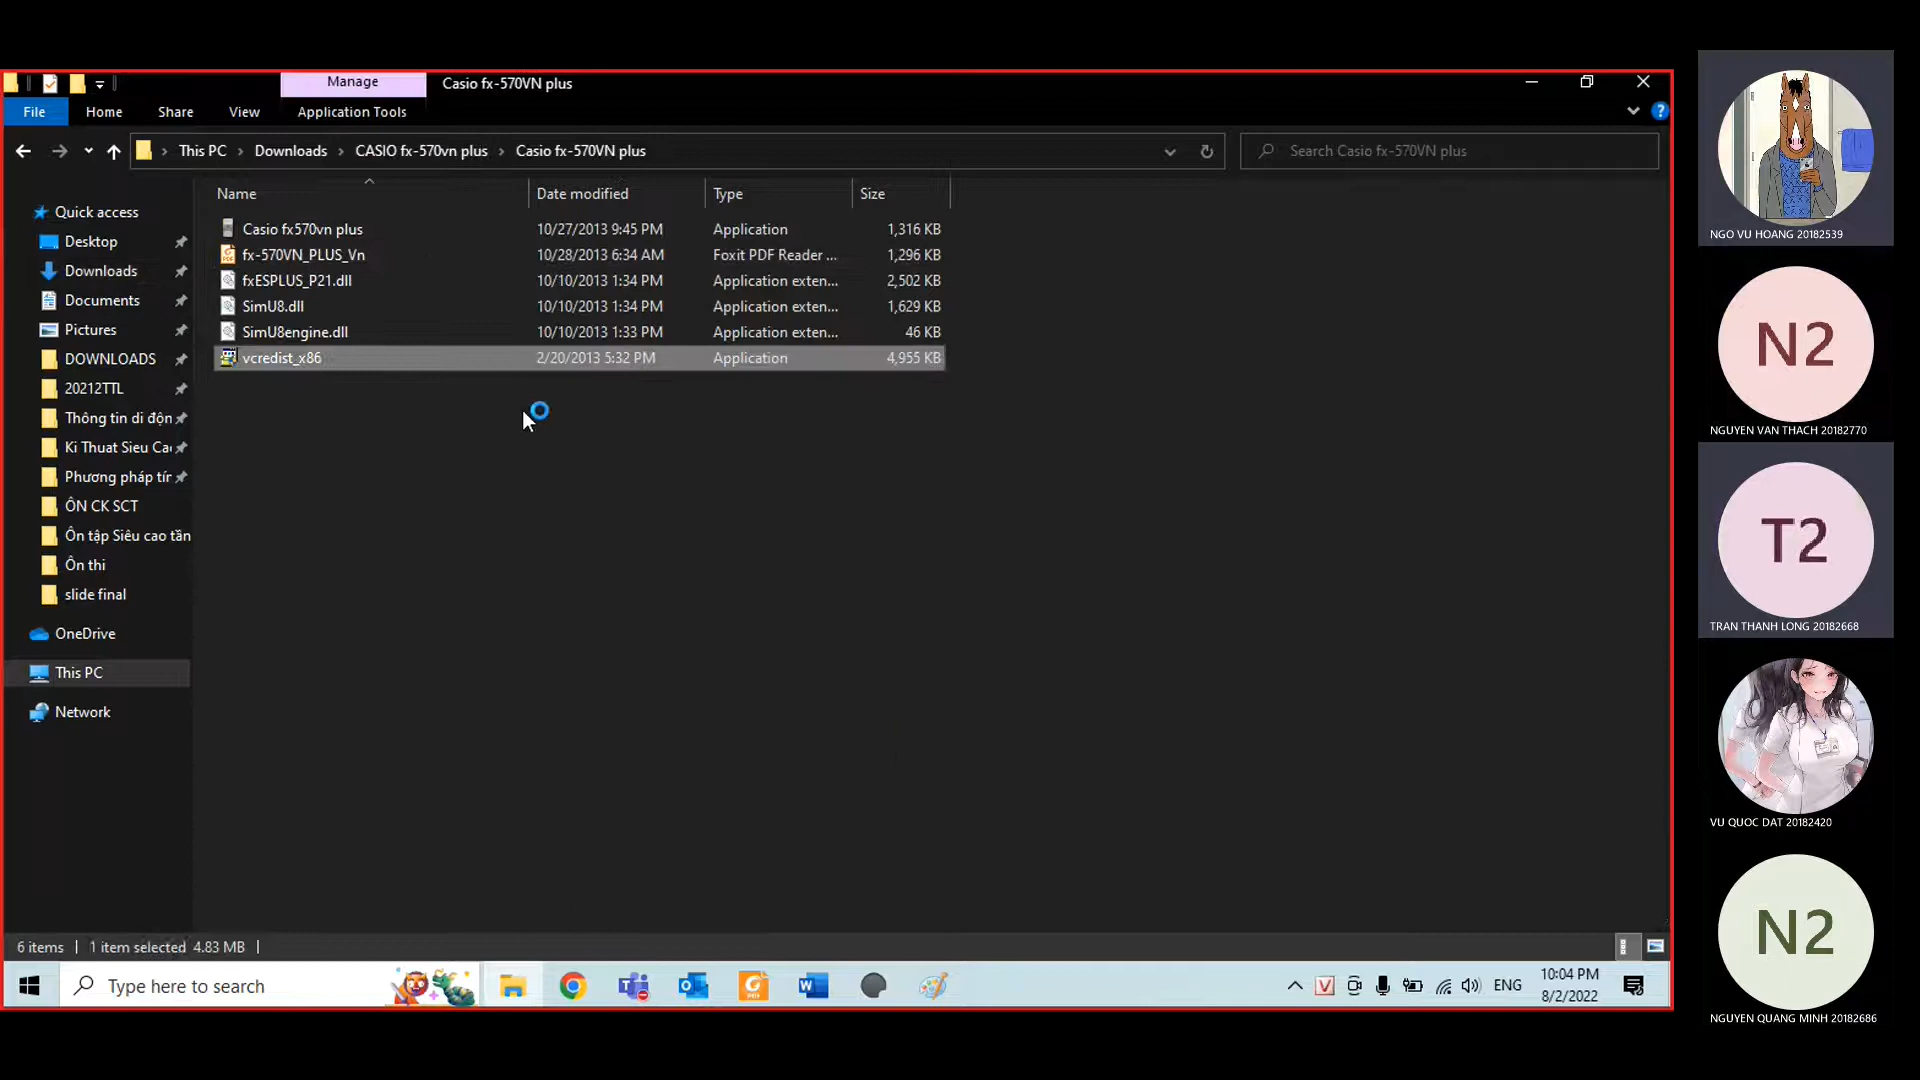 Manage
Casio fx-570VN plus
File
Home
Share
View
Application Tools
This PC
Downloads
CASIO fx-570vn plus
Casio fx-570VN plus
Search Casio fx-570VN plus
Name
Date modified
Type
Size
Casio fx570vn plus
10/27/2013 9:45 PM
Application
1,316 KB
fx-570VN_PLUS_Vn
10/28/2013 6:34 AM
Foxit PDF Reader ...
1,296 KB
fxESPLUS_P21.dll
10/10/2013 1:34 PM
Application exten...
2,502 KB
SimU8.dll
10/10/2013 1:34 PM
Application exten...
1,629 KB
SimU8engine.dll
10/10/2013 1:33 PM
Application exten...
46 KB
vcredist_x86
2/20/2013 5:32 PM
Application
4,955 KB
Quick access
Desktop
Downloads
Documents
Pictures
DOWNLOADS
20212TTL
Thông tin di độn
Ki Thuat Sieu Ca
Phương pháp tín
ÔN CK SCT
Ôn tập Siêu cao tần
Ôn thi
slide final
OneDrive
This PC
Network
6 items
1 item selected 4.83 MB
Type here to search
ENG
10:04 PM
8/2/2022
NGO VU HOANG 20182539
N2
NGUYEN VAN THACH 20182770
T2
TRAN THANH LONG 20182668
VU QUOC DAT 20182420
N2
NGUYEN QUANG MINH 20182686